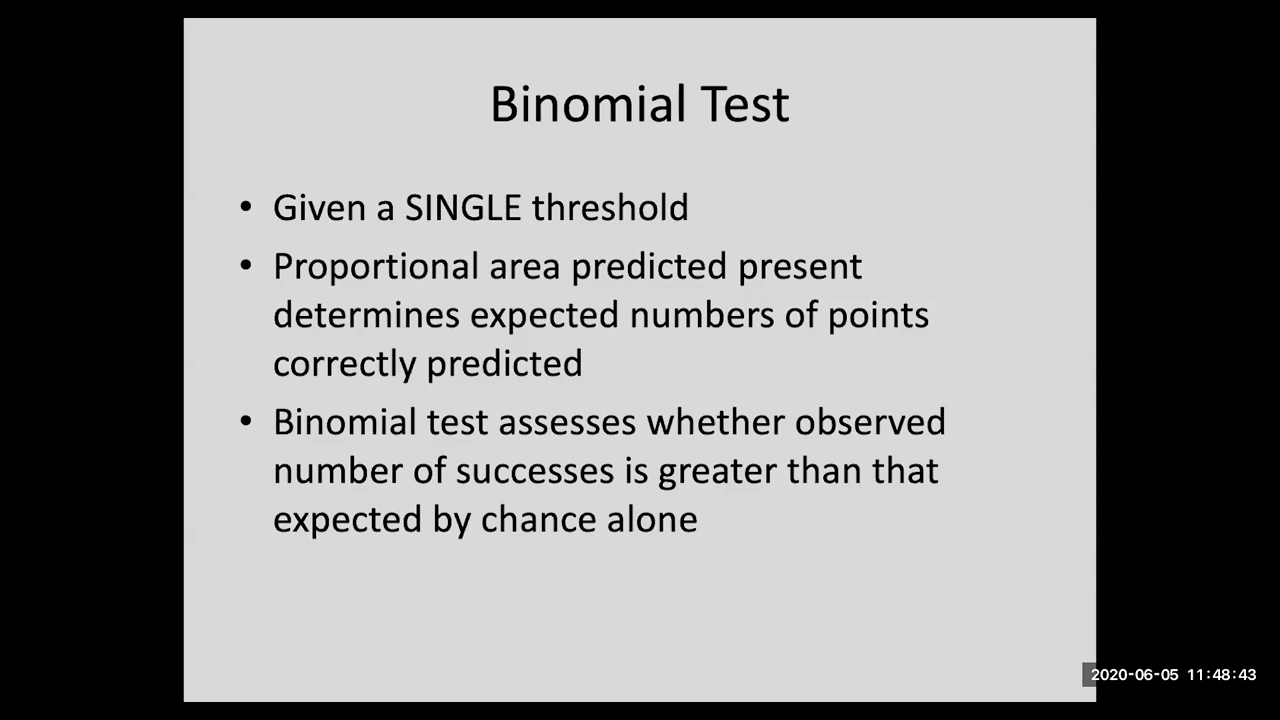 Binomial Test
• Given a SINGLE threshold
• Proportional area predicted present
determines expected numbers of points
correctly predicted
• Binomial test assesses whether observed
number of successes is greater than that
expected by chance alone
2020-06-05 11:48:43